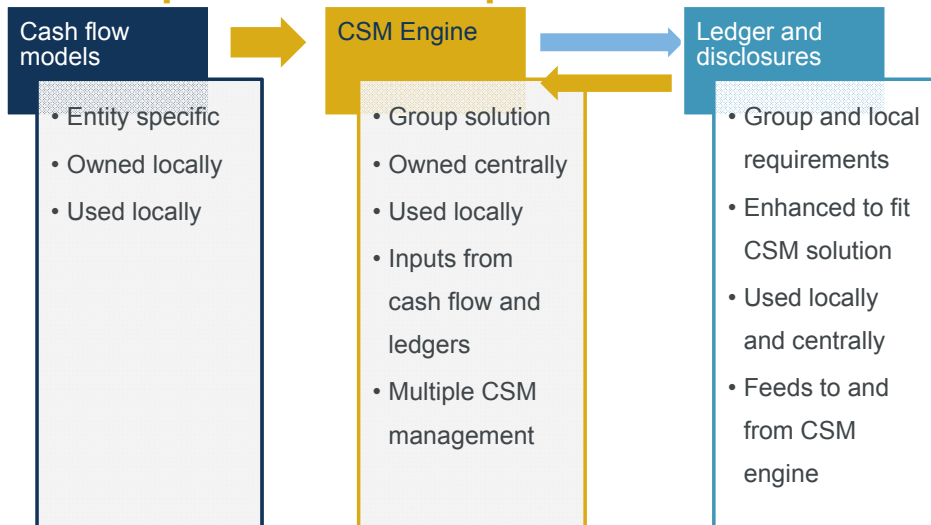 Cash flow
models
• Entity specific
• Owned locally
• Used locally
CSM Engine
• Group solution
• Owned centrally
• Used locally
• Inputs from
cash flow and
ledgers
• Multiple CSM
management
Ledger and
disclosures
• Group and local
requirements
• Enhanced to fit
CSM solution
• Used locally
and centrally
• Feeds to and
from CSM
engine